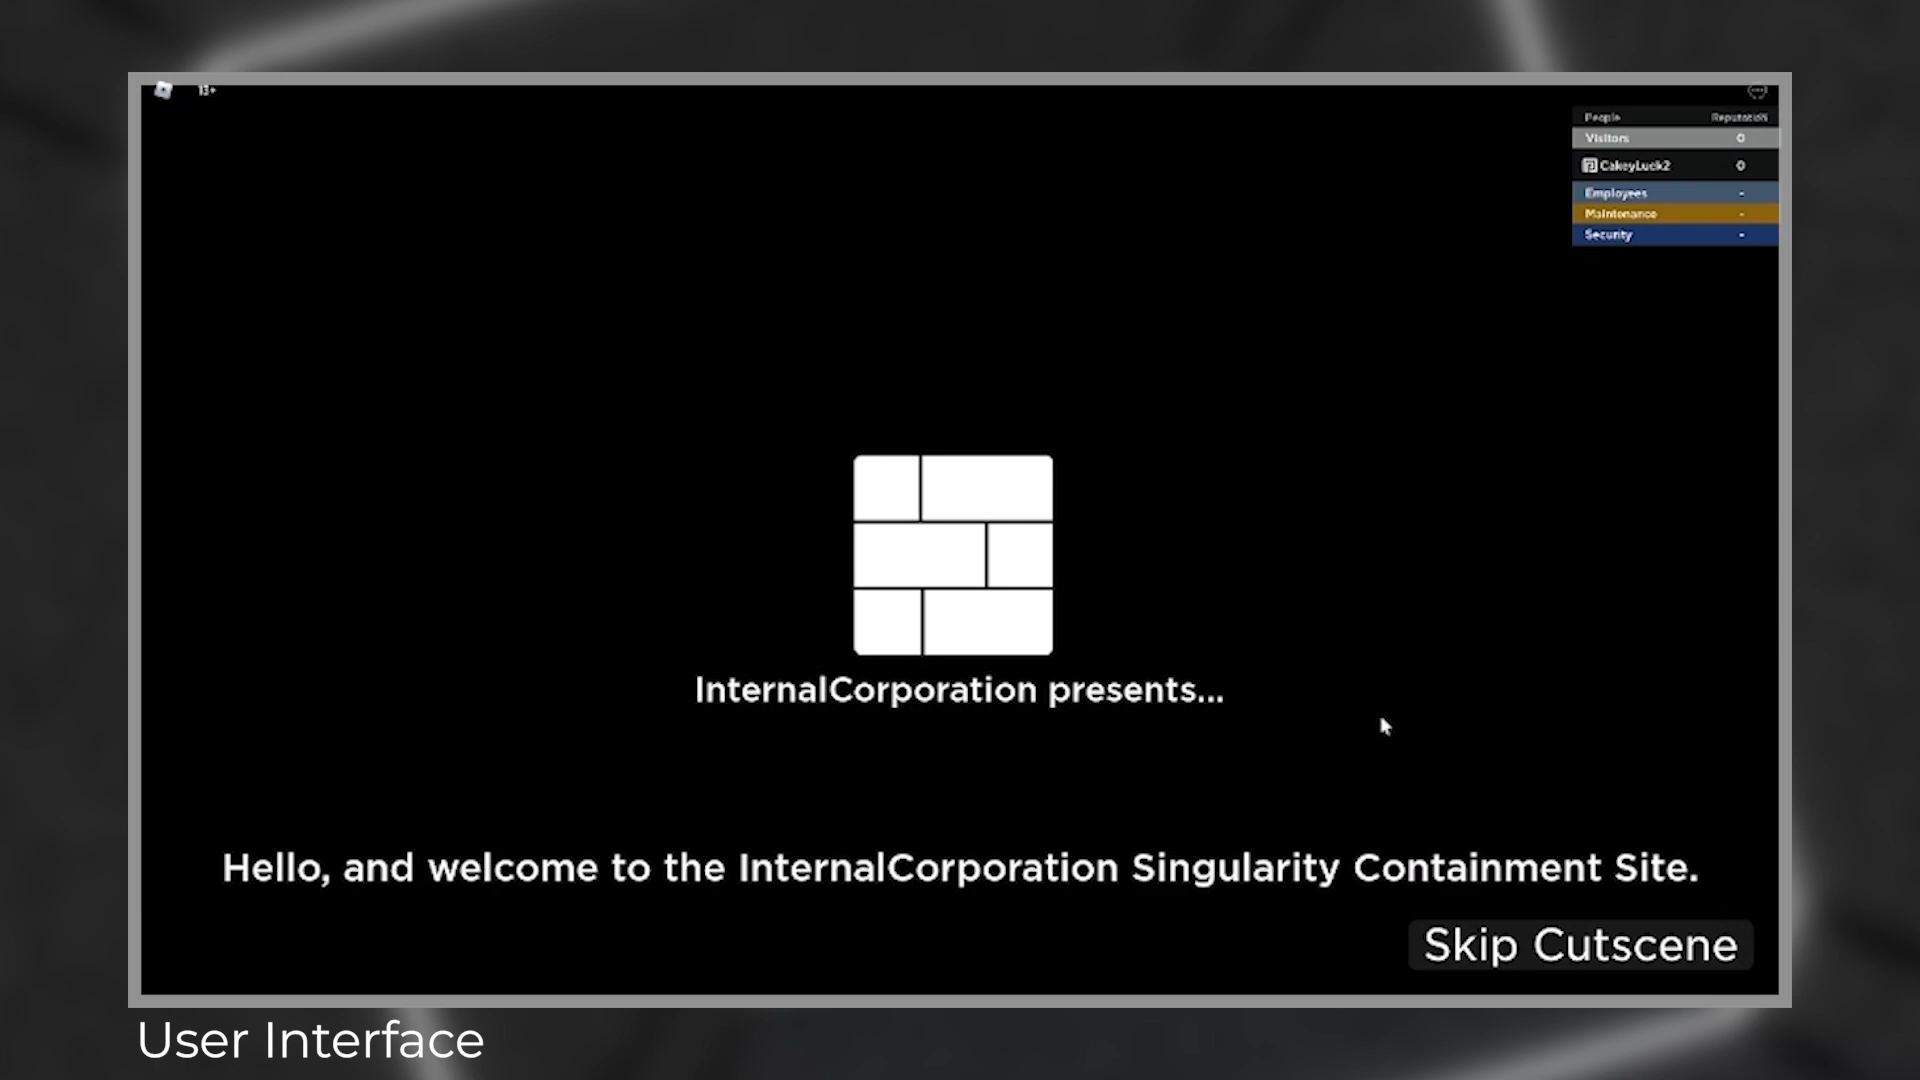 13+
People Reputation
Visitors 0
CakeyLuck2 0
Employees -
Maintenance -
Security -
InternalCorporation presents...
Hello, and welcome to the InternalCorporation Singularity Containment Site.
Skip Cutscene
User Interface